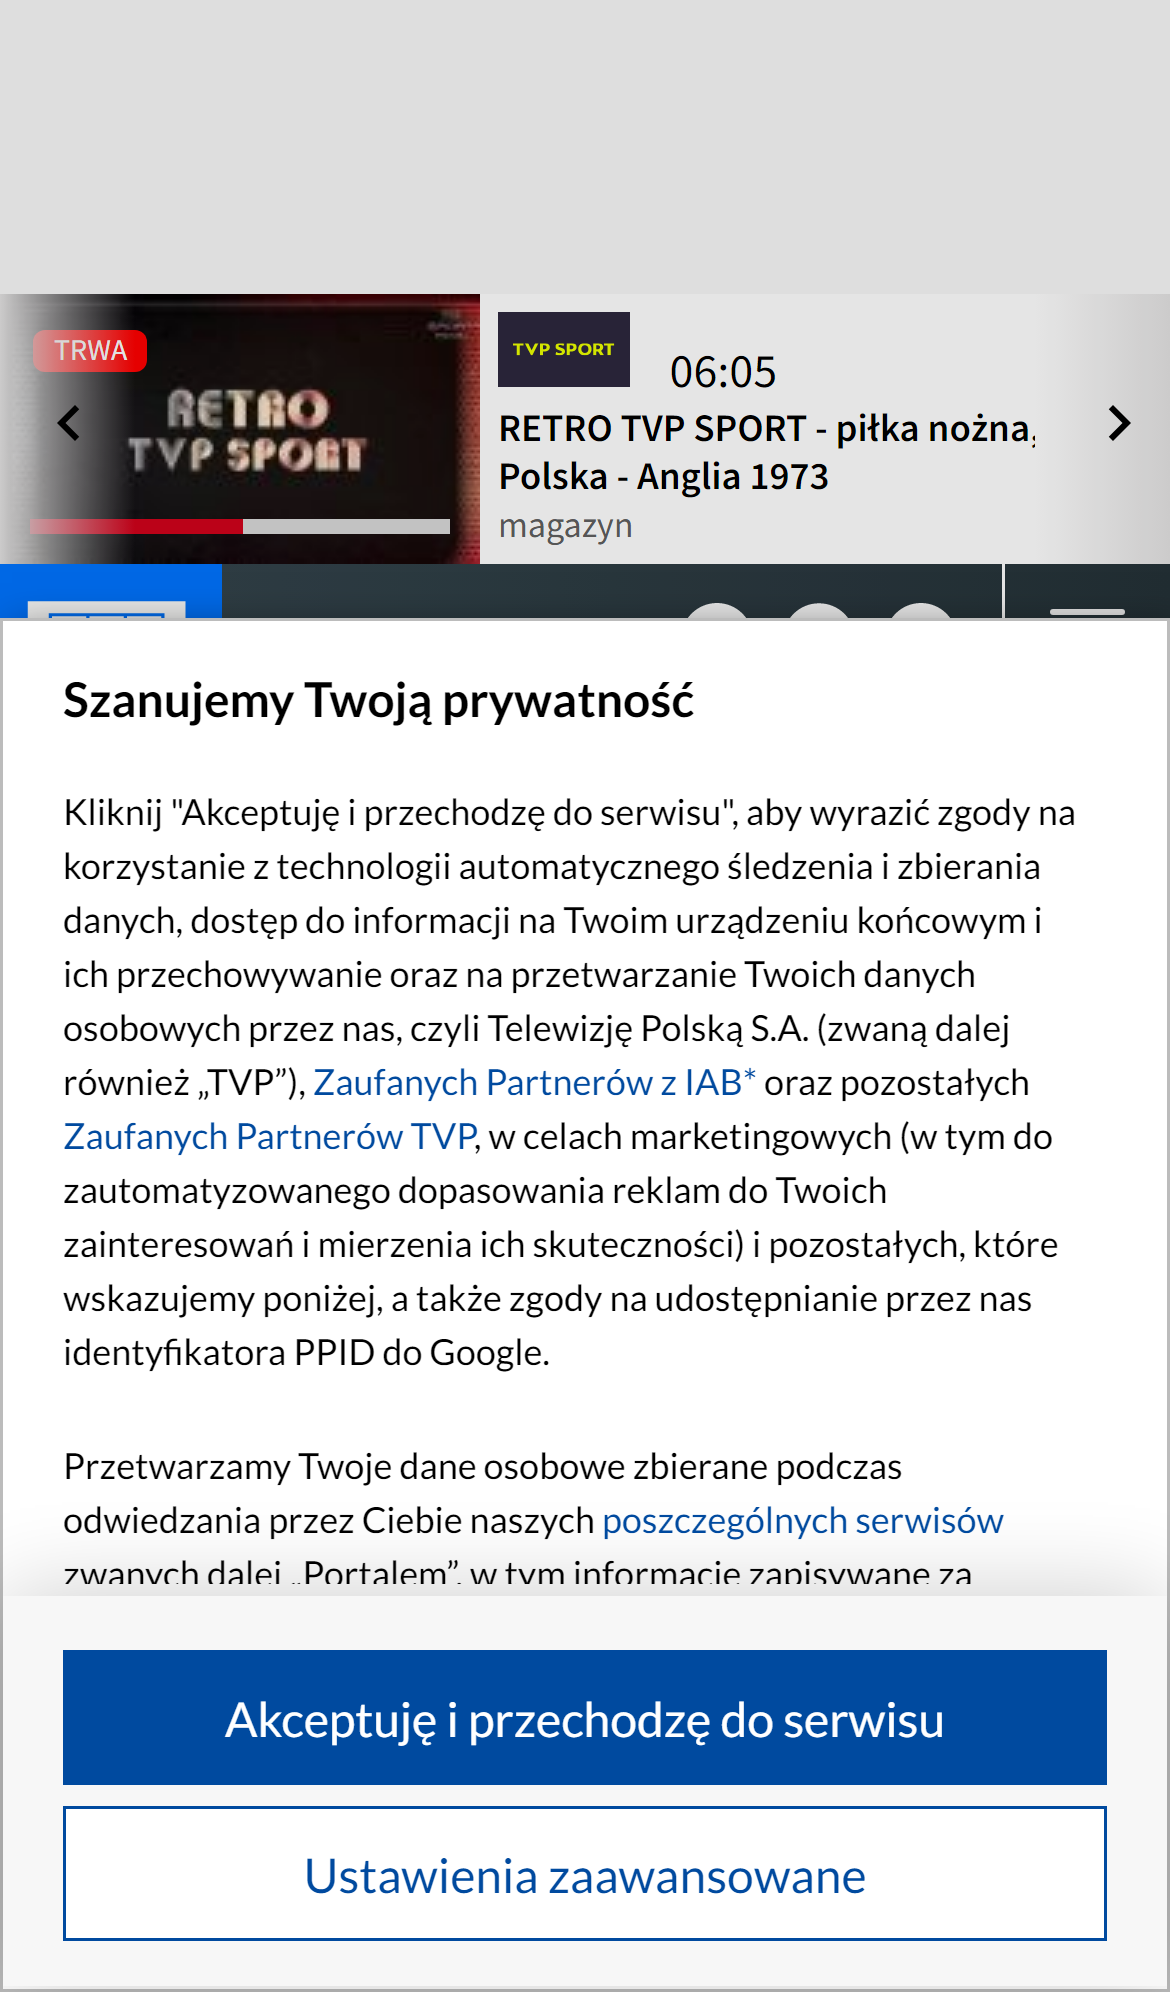 TRWA
RETRO
TVP SPORT
TVP SPORT
06:05
RETRO TVP SPORT - piłka nożna,
Polska - Anglia 1973
magazyn
Szanujemy Twoją prywatność
Kliknij "Akceptuję i przechodzę do serwisu", aby wyrazić zgody na
korzystanie z technologii automatycznego śledzenia i zbierania
danych, dostęp do informacji na Twoim urządzeniu końcowym i
ich przechowywanie oraz na przetwarzanie Twoich danych
osobowych przez nas, czyli Telewizję Polską S.A. (zwaną dalej
również „TVP”), Zaufanych Partnerów z IAB* oraz pozostałych
Zaufanych Partnerów TVP, w celach marketingowych (w tym do
zautomatyzowanego dopasowania reklam do Twoich
zainteresowań i mierzenia ich skuteczności) i pozostałych, które
wskazujemy poniżej, a także zgody na udostępnianie przez nas
identyfikatora PPID do Google.
Przetwarzamy Twoje dane osobowe zbierane podczas
odwiedzania przez Ciebie naszych poszczególnych serwisów
zwanych dalej „Portalem”, w tym informacje zapisywane za
Akceptuję i przechodzę do serwisu
Ustawienia zaawansowane